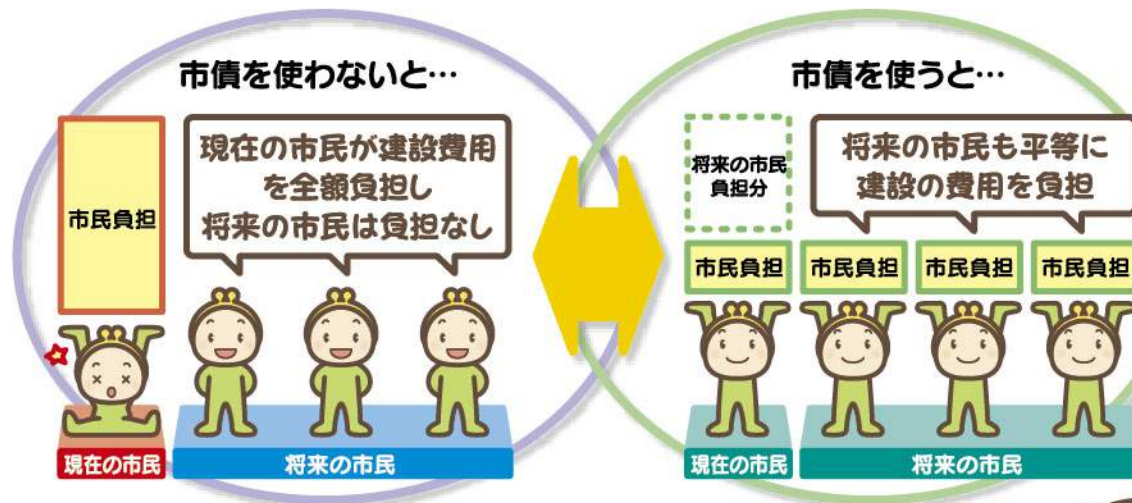 市債を使わないと…
市民負担
現在の市民が建設費用
を全額負担し
将来の市民は負担なし
現在の市民
将来の市民
市債を使うと…
将来の市民
負担分
将来の市民も平等に
建設の費用を負担
市民負担
市民負担
市民負担
市民負担
現在の市民
将来の市民